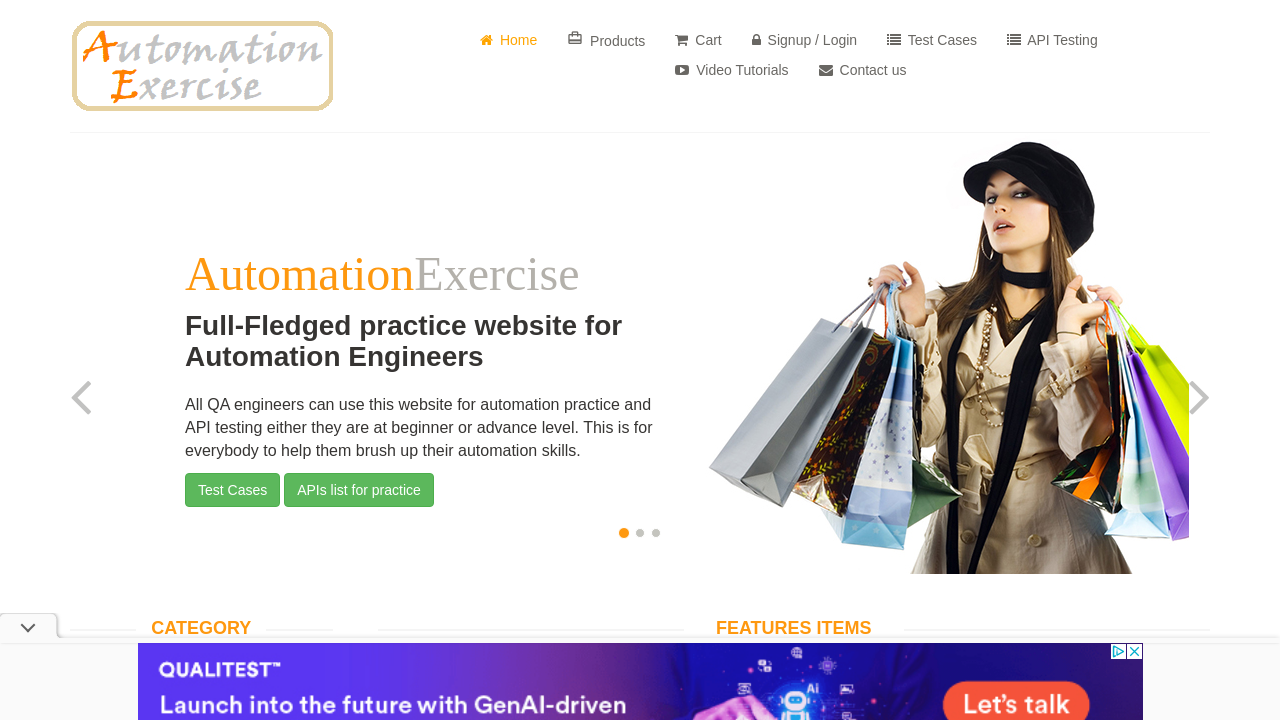 Automation
Exercise
Home
Products
Cart
Signup / Login
Test Cases
API Testing
Video Tutorials
Contact us
AutomationExercise
Full-Fledged practice website for
Automation Engineers
All QA engineers can use this website for automation practice and
API testing either they are at beginner or advance level. This is for
everybody to help them brush up their automation skills.
Test Cases
APIs list for practice
CATEGORY
FEATURES ITEMS
QUALITEST™
Launch into the future with GenAI-driven
Ai
Let's talk